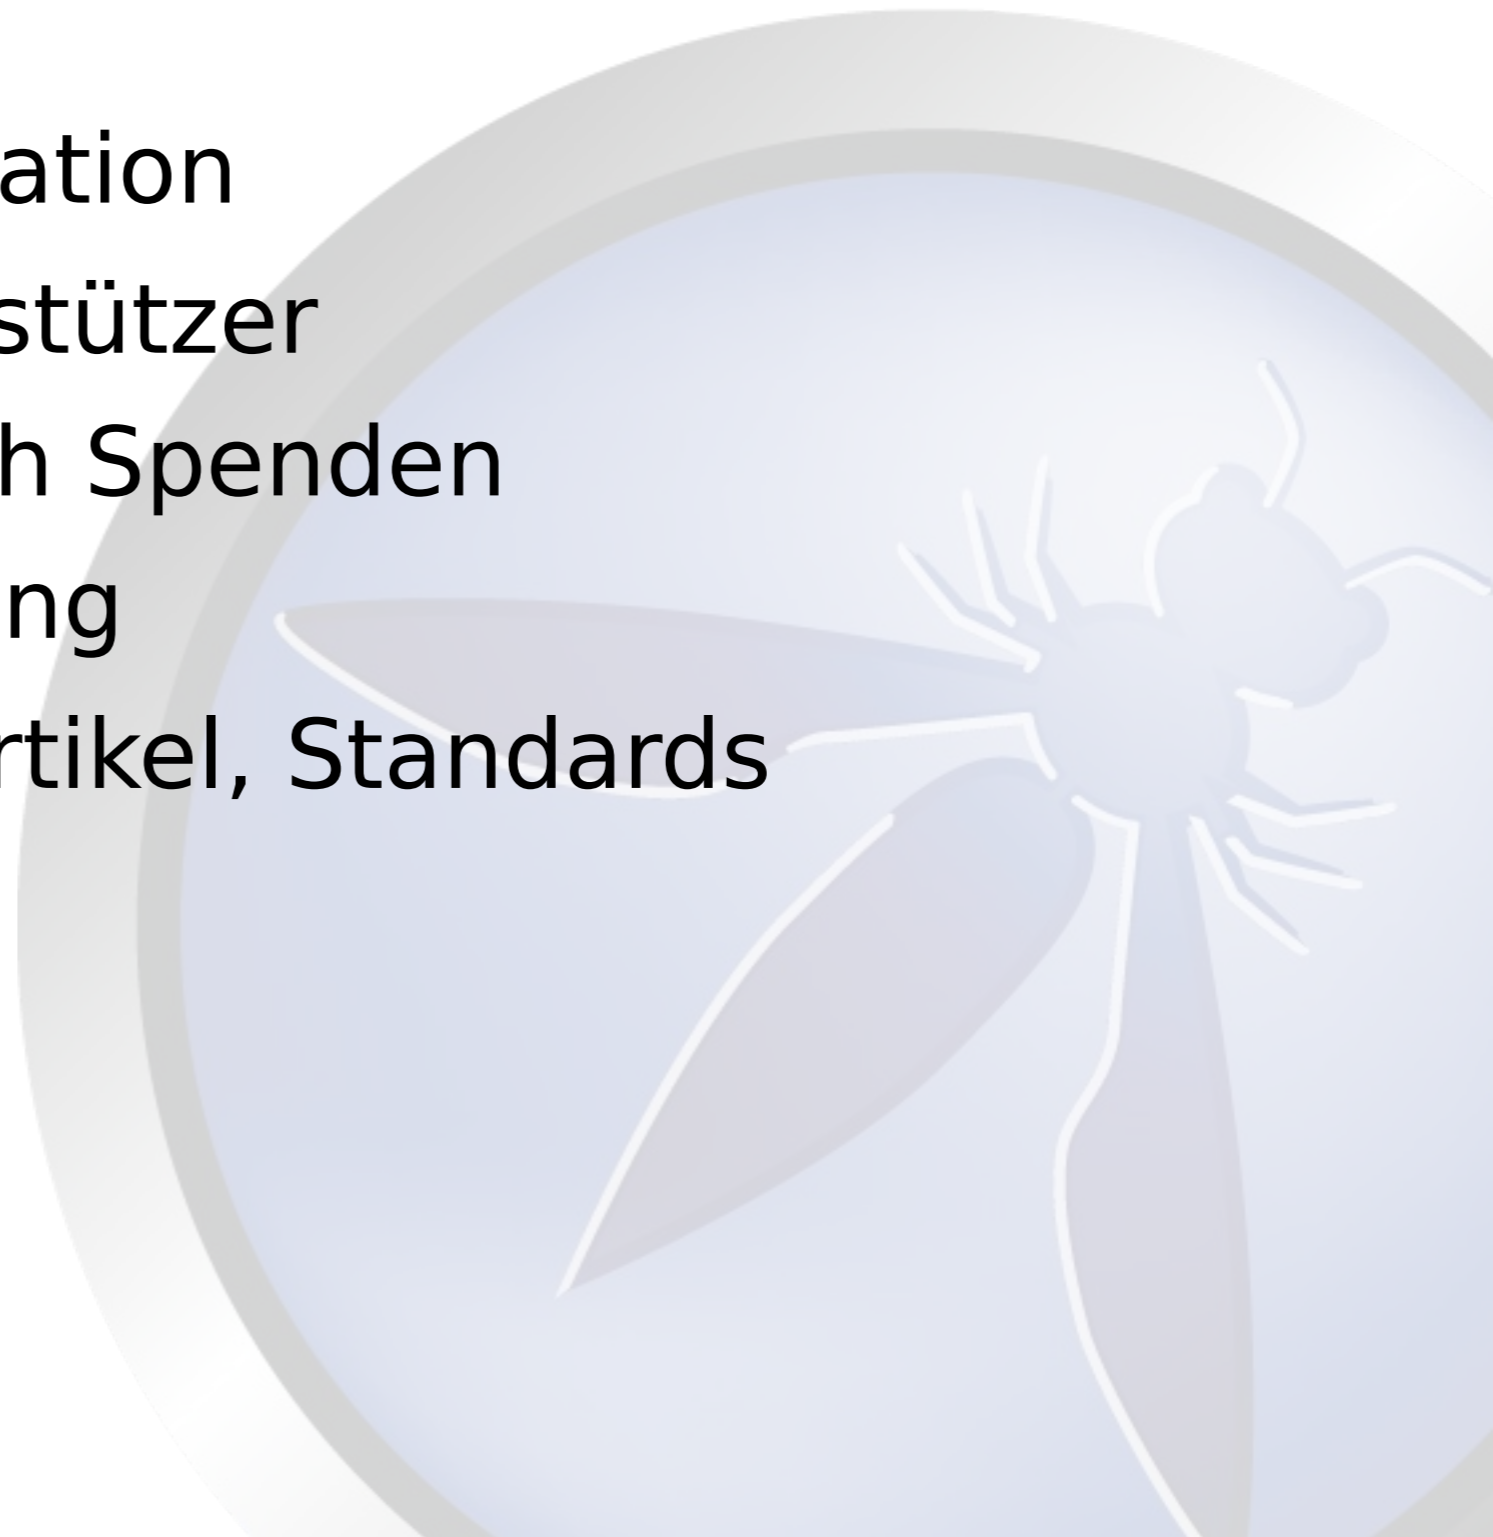 ation
stützer
h Spenden
ng
rtikel, Standards